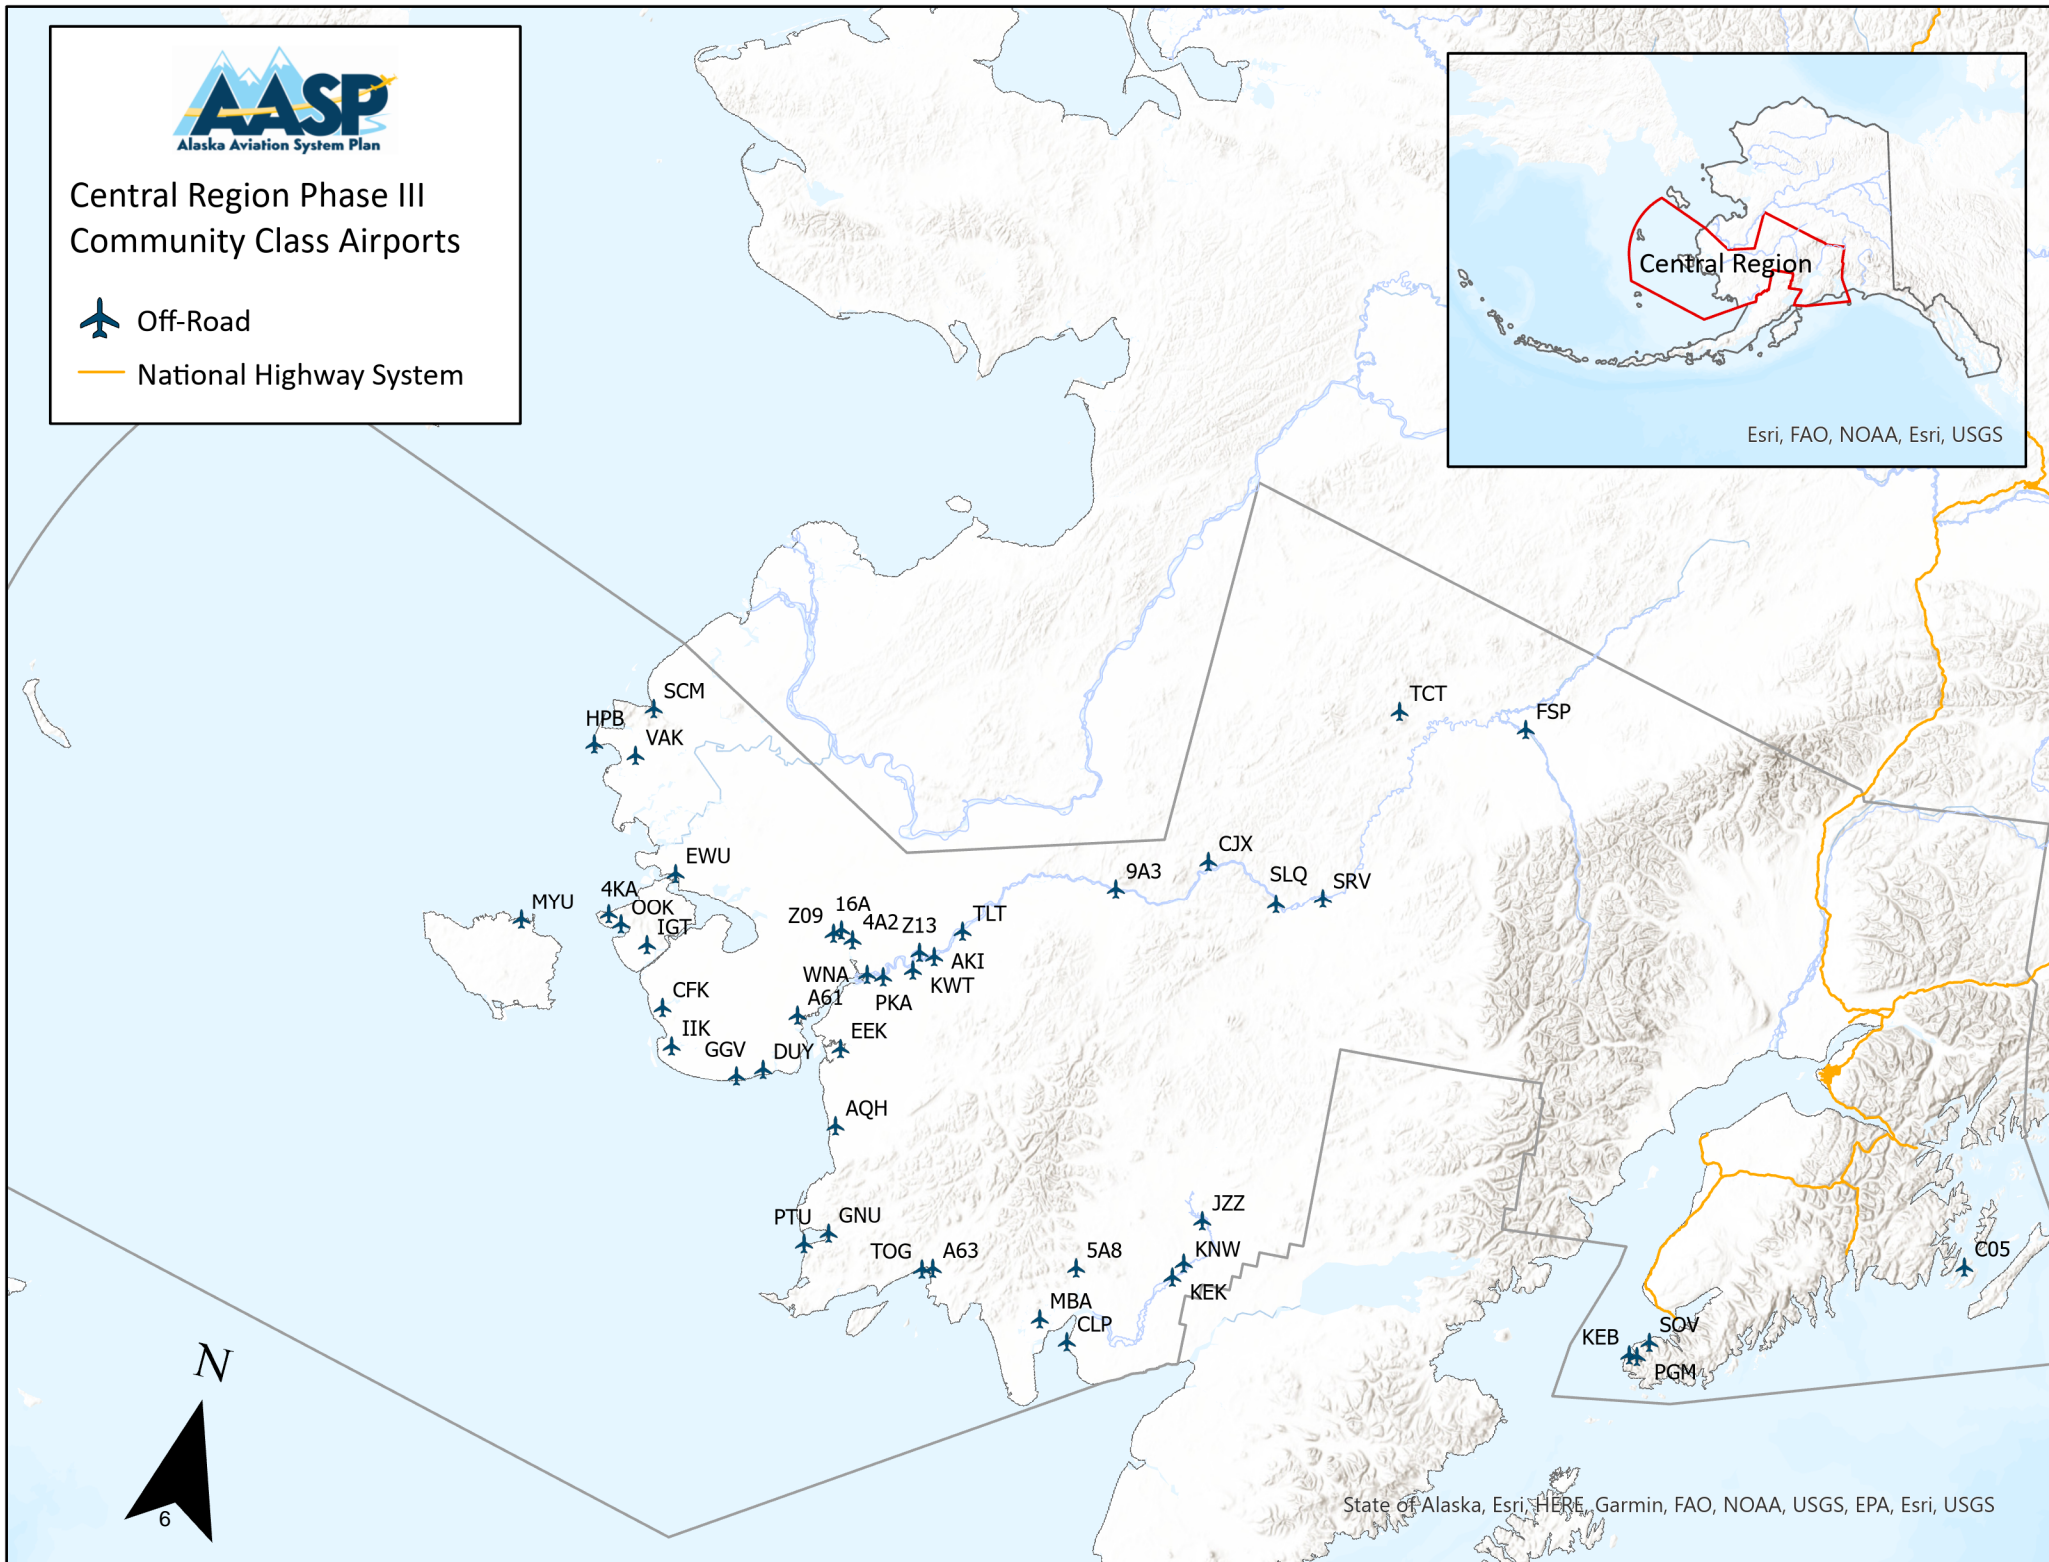 AASP
Alaska Aviation System Plan
Central Region Phase III
Community Class Airports
Off-Road
National Highway System
Central Region
Esri, FAO, NOAA, Esri, USGS
SCM
HPB
VAK
TCT
FSP
EWU
MYU
4KA
OOK
IGT
CFK
IIK
GGV
DUY
Z09
16A
4A2
Z13
TLT
AKI
KWT
WNA
PKA
A61
EEK
AQH
9A3
CJX
SLQ
SRV
PTU
GNU
TOG
A63
5A8
MBA
CLP
JZZ
KNW
KEK
C05
SOV
KEB
PGM
N
6
State of Alaska, Esri, HERE, Garmin, FAO, NOAA, USGS, EPA, Esri, USGS